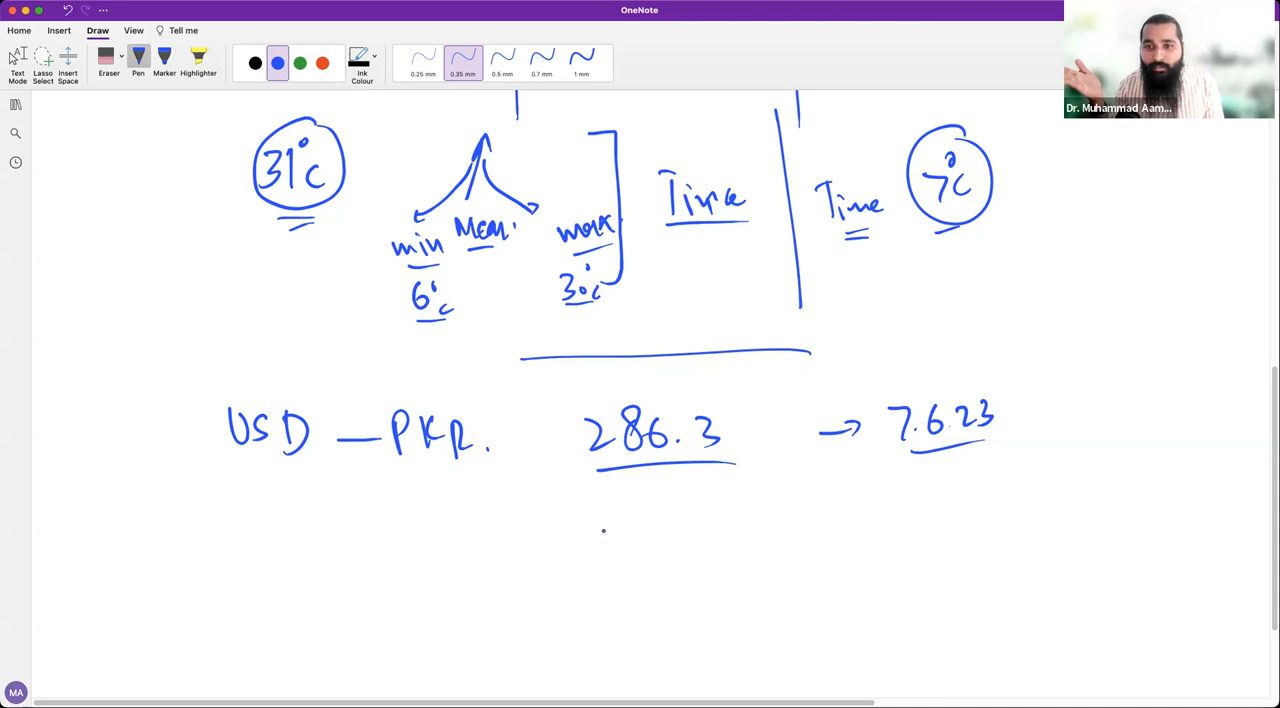 OneNote
Home Insert Draw View Tell me
Text Mode
Lasso Select
Insert Space
Eraser
Pen
Marker
Highlighter
Ink Colour
0.25 mm
0.35 mm
0.5 mm
0.7 mm
1 mm
Dr. Muhammad Aam...
31°C
min
6°C
Mean.
30°C
Time
Time
7°C
USD — PKR. 286.3 → 7.6.23
MA